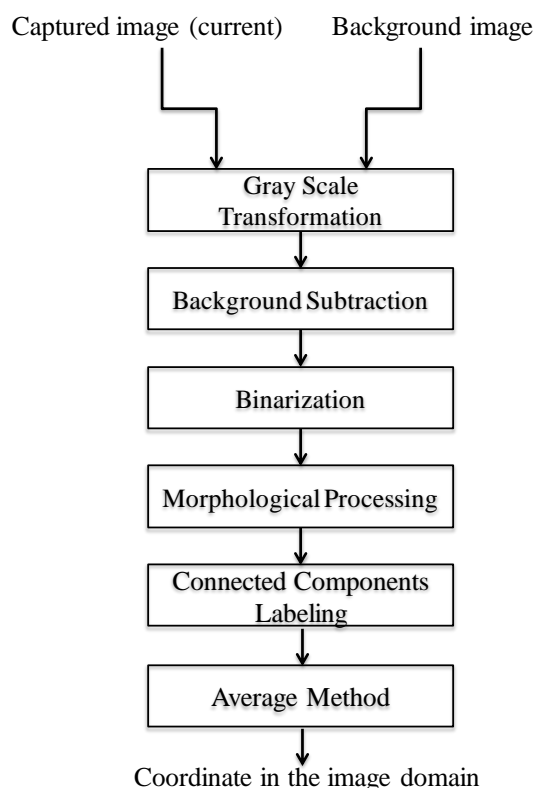 Captured image (current)
Background image
Gray Scale
Transformation
Background Subtraction
Binarization
Morphological Processing
Connected Components
Labeling
Average Method
Coordinate in the image domain